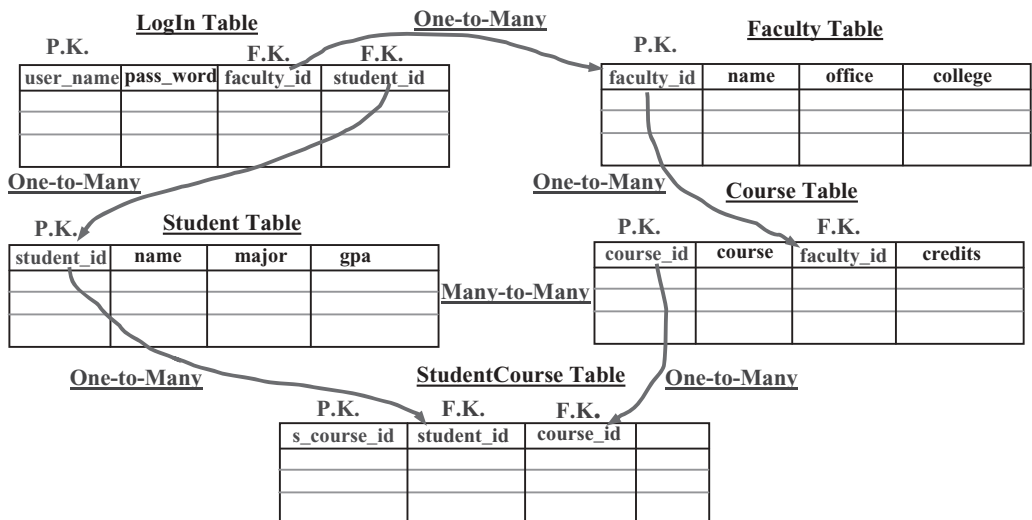 LogIn Table
One-to-Many
Faculty Table
P.K.
F.K.
F.K.
P.K.
user_name pass_word faculty_id student_id
faculty_id name office college
One-to-Many
One-to-Many
Course Table
P.K.
Student Table
P.K.
F.K.
student_id name major gpa
course_id course faculty_id credits
Many-to-Many
One-to-Many
StudentCourse Table
One-to-Many
P.K.
F.K.
F.K.
s_course_id student_id course_id